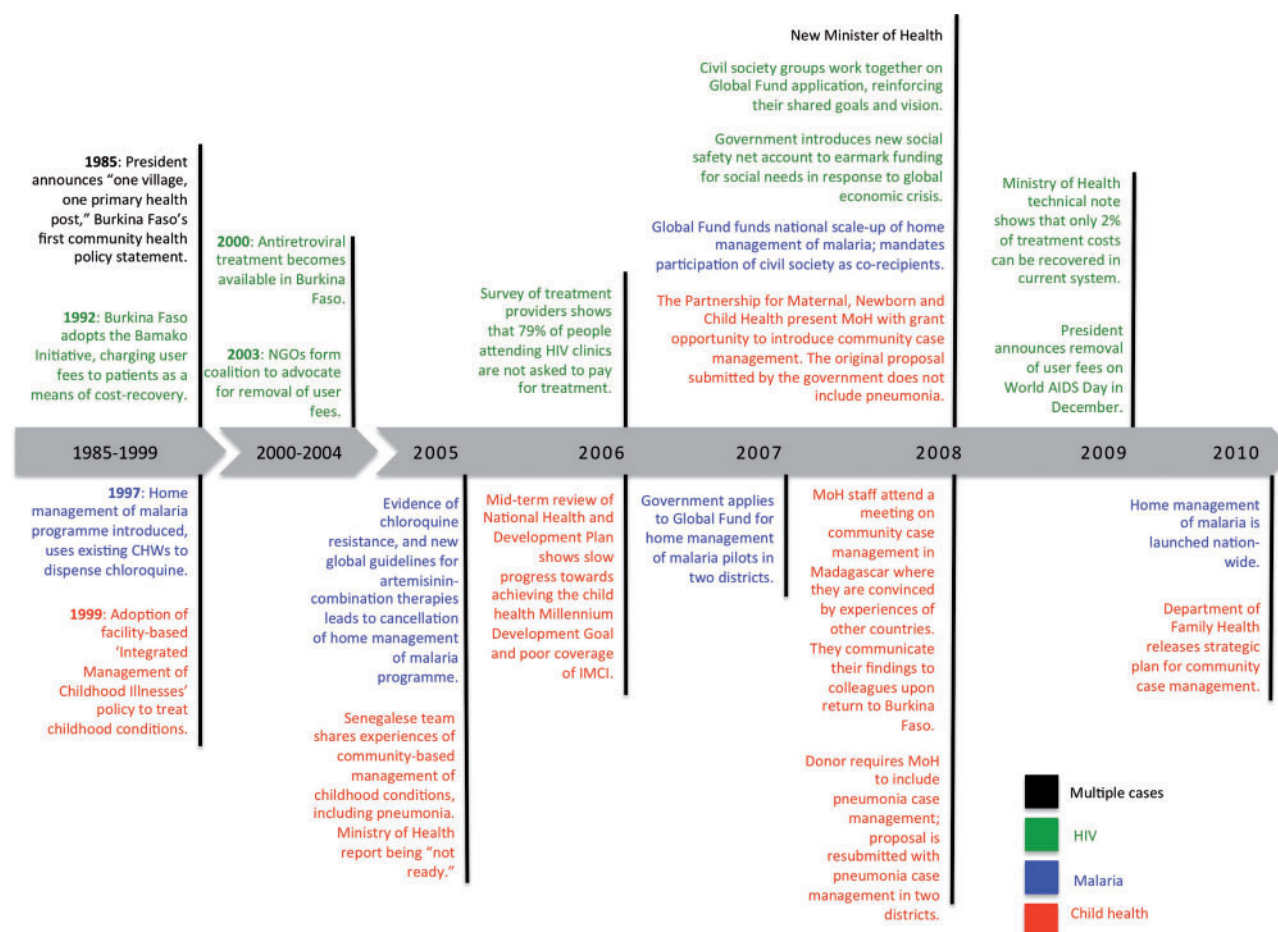 1985: President
announces “one village,
one primary health
post,” Burkina Faso’s
first community health
policy statement.
1992: Burkina Faso
adopts the Bamako
Initiative, charging user
fees to patients as a
means of cost-recovery.
2000: Antiretroviral
treatment becomes
available in Burkina
Faso.
2003: NGOs form
coalition to advocate
for removal of user
fees.
Survey of treatment
providers shows
that 79% of people
attending HIV clinics
are not asked to pay
for treatment.
New Minister of Health
Civil society groups work together on
Global Fund application, reinforcing
their shared goals and vision.
Government introduces new social
safety net account to earmark funding
for social needs in response to global
economic crisis.
Global Fund funds national scale-up of home
management of malaria; mandates
participation of civil society as co-recipients.
The Partnership for Maternal, Newborn and
Child Health present MoH with grant
opportunity to introduce community case
management. The original proposal
submitted by the government does not
include pneumonia.
Ministry of Health
technical note
shows that only 2%
of treatment costs
can be recovered in
current system.
President
announces removal
of user fees on
World AIDS Day in
December.
1985-1999
2000-2004
2005
2006
2007
2008
2009
2010
1997: Home
management of malaria
programme introduced,
uses existing CHWs to
dispense chloroquine.
1999: Adoption of
facility-based
‘Integrated
Management of
Childhood Illnesses’
policy to treat
childhood conditions.
Evidence of
chloroquine
resistance, and new
global guidelines for
artemisinin-
combination therapies
leads to cancellation
of home management
of malaria
programme.
Senegalese team
shares experiences of
community-based
management of
childhood conditions,
including pneumonia.
Ministry of Health
report being “not
ready.”
Mid-term review of
National Health and
Development Plan
shows slow
progress towards
achieving the child
health Millennium
Development Goal
and poor coverage
of IMCI.
Government applies
to Global Fund for
home management
of malaria pilots in
two districts.
MoH staff attend a
meeting on
community case
management in
Madagascar where
they are convinced
by experiences of
other countries.
They communicate
their findings to
colleagues upon
return to Burkina
Faso.
Donor requires MoH
to include
pneumonia case
management;
proposal is
resubmitted with
pneumonia case
management in two
districts.
Home management
of malaria is
launched nation-
wide.
Department of
Family Health
releases strategic
plan for community
case management.
Multiple cases
HIV
Malaria
Child health